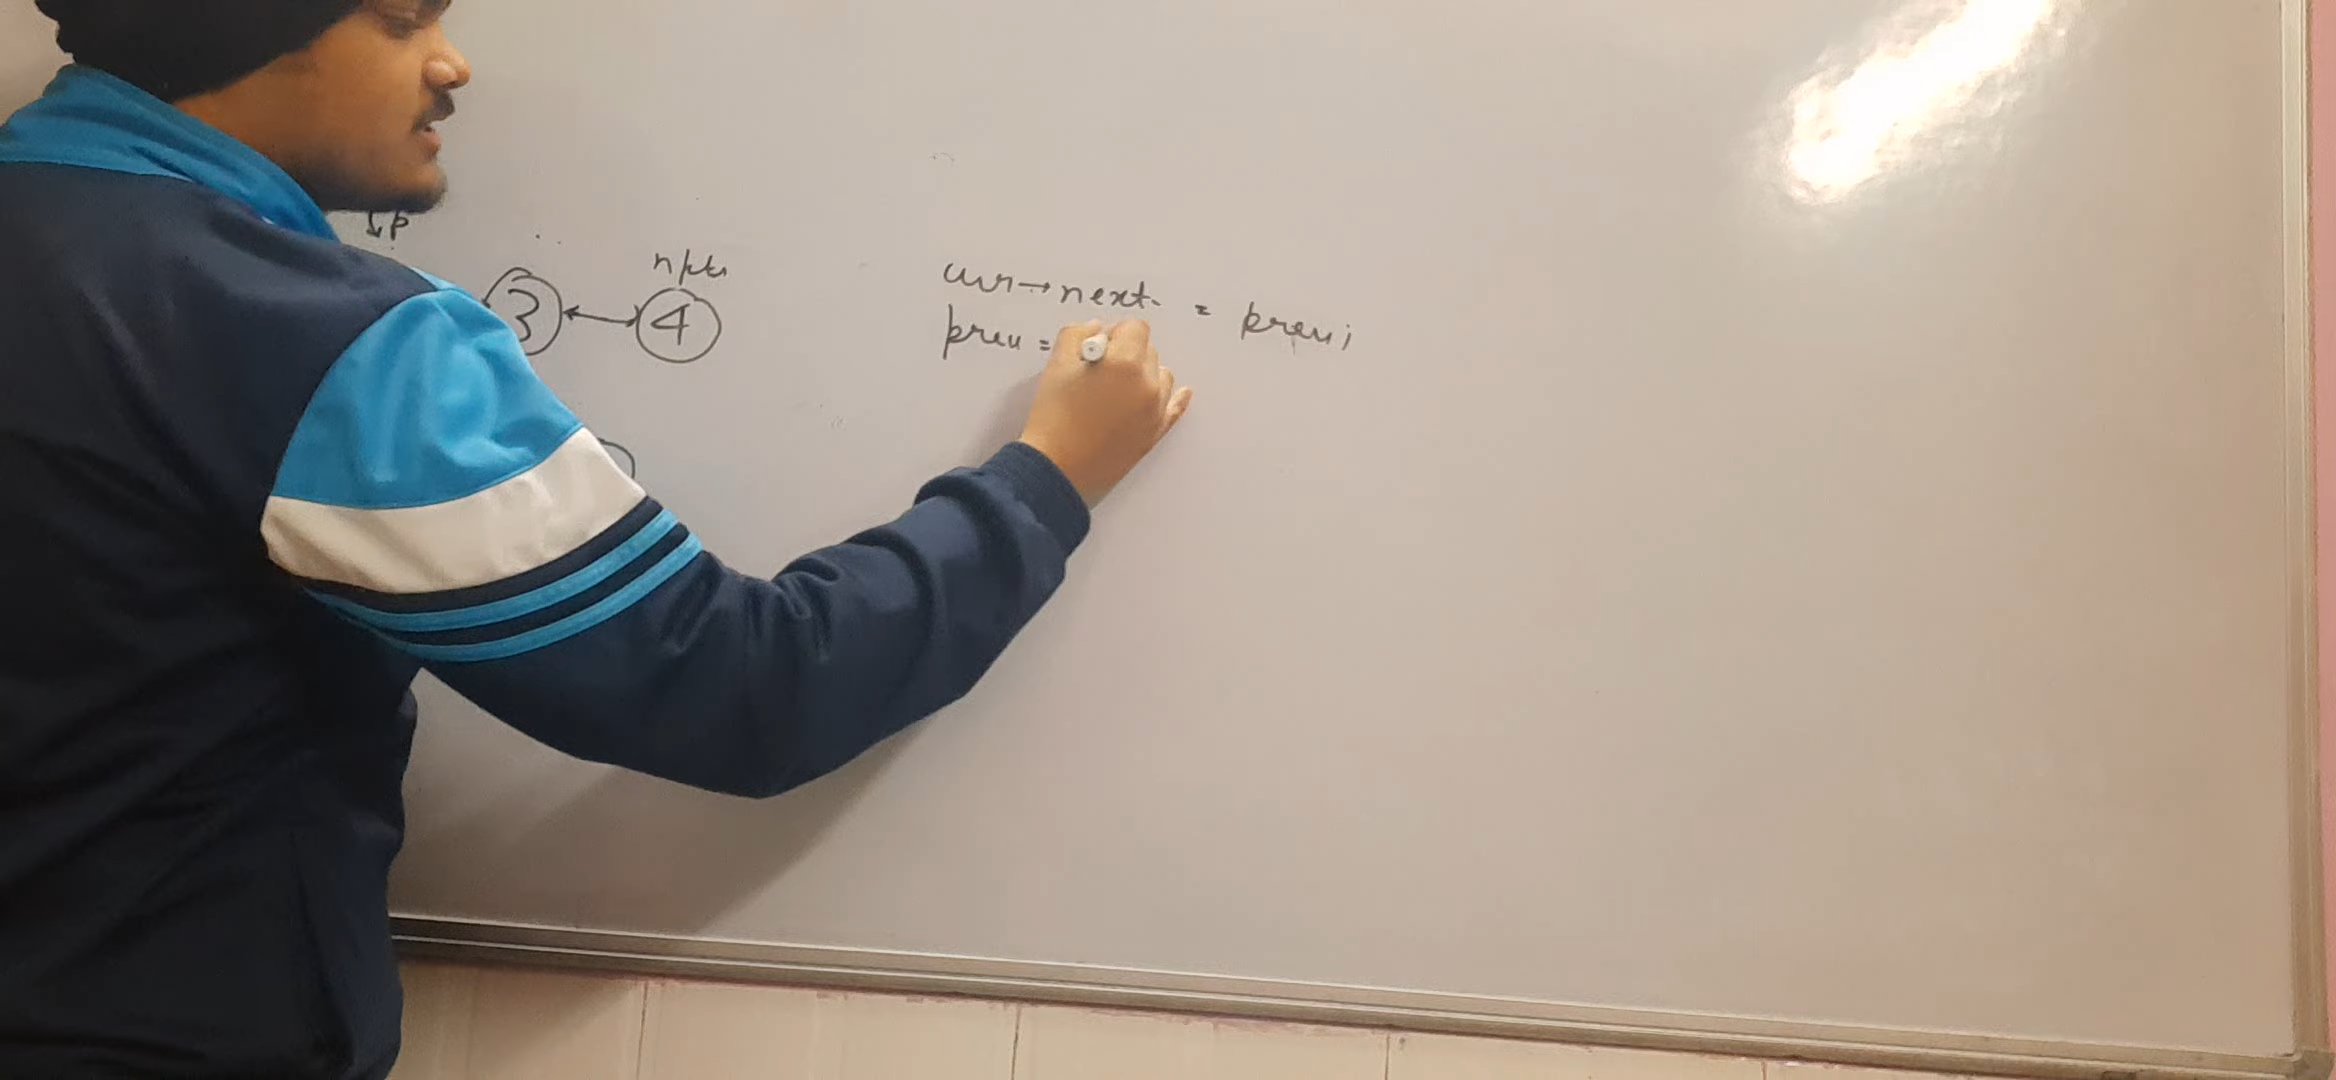 p
nptr
3 4
curr→next = prev;
prev =